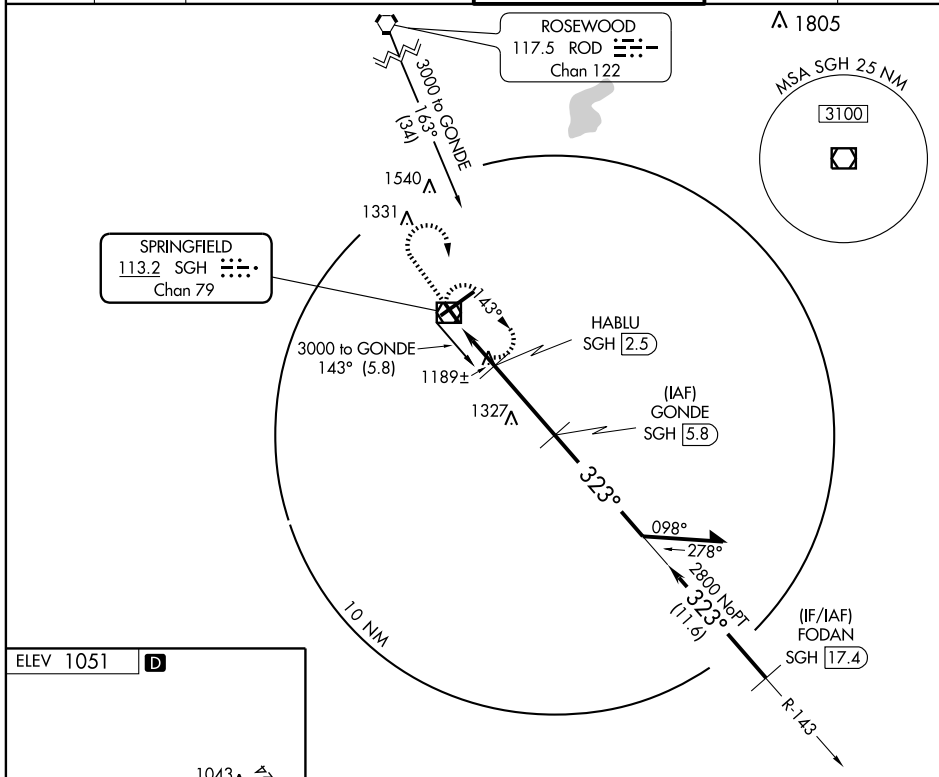 ROSEWOOD
117.5 ROD
Chan 122
1805
MSA SGH 25 NM
3100
3000 to GONDE
163°
(34)
1540
1331
SPRINGFIELD
113.2 SGH
Chan 79
143°
HABLU
SGH 2.5
3000 to GONDE
143° (5.8)
1189±
1327
(IAF)
GONDE
SGH 5.8
323°
098°
278°
2800 NoPT
323°
(11.6)
(IF/IAF)
FODAN
SGH 17.4
R-143
10 NM
ELEV 1051 D
1043